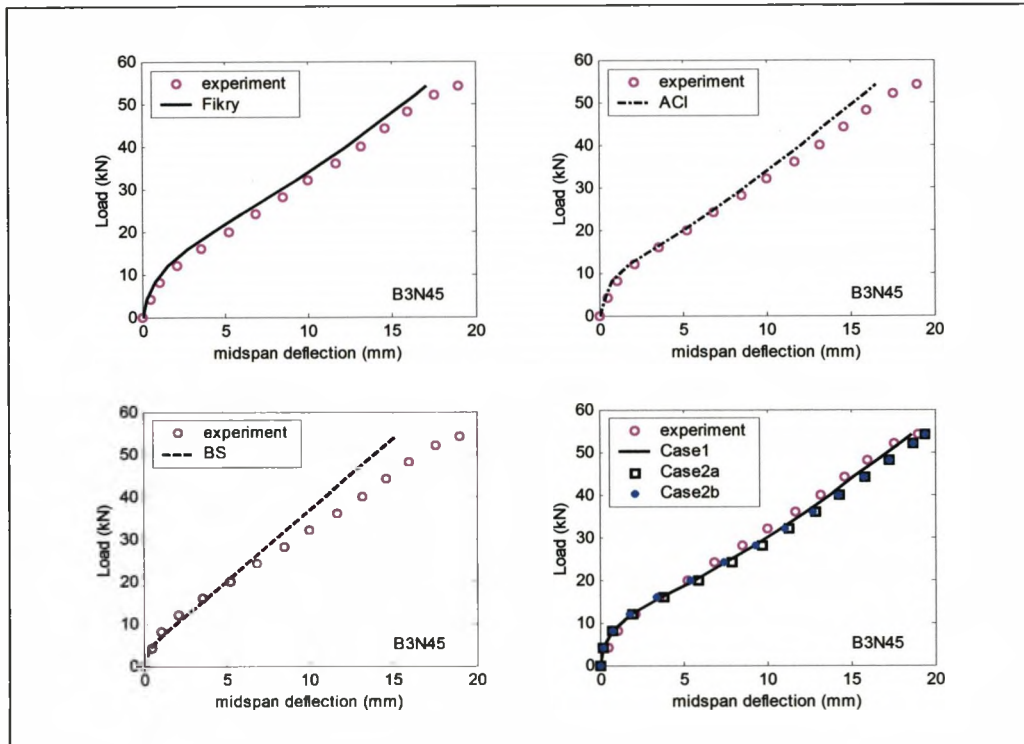 60
50
40
30
20
10
0
Load (kN)
experiment
Fikry
B3N45
0 5 10 15 20
midspan deflection (mm)
60
50
40
30
20
10
0
Load (kN)
experiment
ACI
B3N45
0 5 10 15 20
midspan deflection (mm)
60
50
40
30
20
10
0
Load (kN)
experiment
BS
B3N45
0 5 10 15 20
midspan deflection (mm)
60
50
40
30
20
10
0
Load (kN)
experiment
Case1
Case2a
Case2b
B3N45
0 5 10 15 20
midspan deflection (mm)